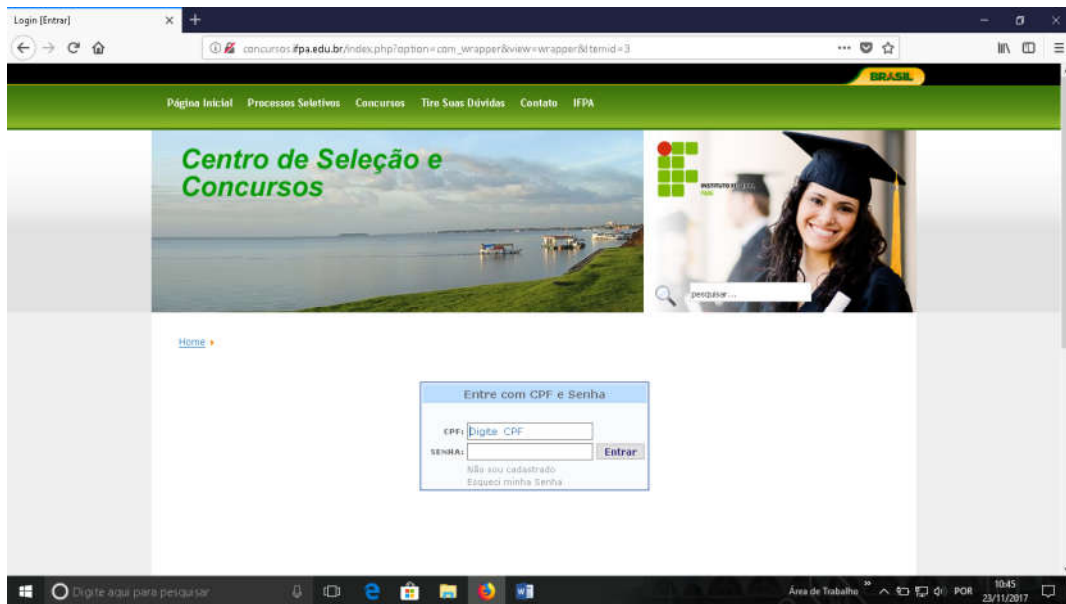 Login [Entrar]
concursos.ifpa.edu.br/index.php?option=com_wrapper&view=wrapper&Itemid=3
BRASIL
Página Inicial Processos Seletivos Concursos Tire Suas Dúvidas Contato IFPA
Centro de Seleção e
Concursos
INSTITUTO
pesquisar...
Home
Entre com CPF e Senha
CPF: Digite CPF
SENHA: Entrar
Não sou cadastrado
Esqueci minha Senha
Digite aqui para pesquisar
Área de Trabalho
POR
10:45
23/11/2017